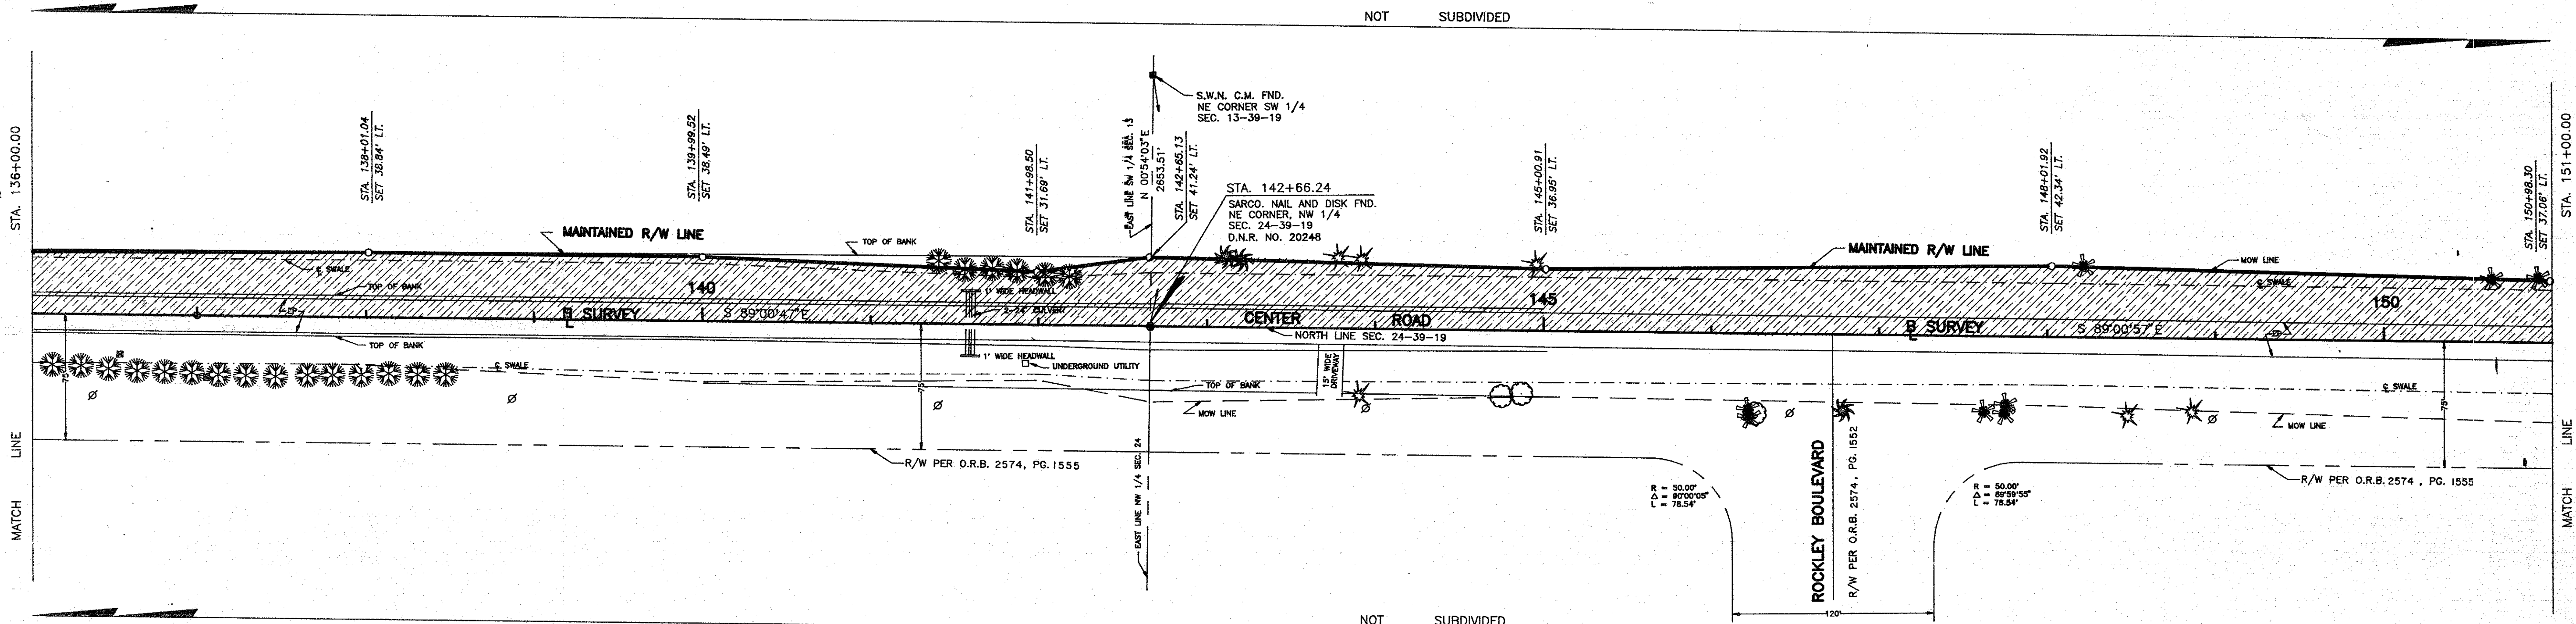 NOT SUBDIVIDED
STA. 136+00.00
MATCH LINE
STA. 138+01.04
SET 38.84' LT.
STA. 139+99.52
SET 38.49' LT.
STA. 141+98.50
SET 31.69' LT.
EAST LINE SW 1/4 SEC. 13
N 00°54'03" E
2653.51'
STA. 142+65.13
SET 41.24' LT.
S.W.N. C.M. FND.
NE CORNER SW 1/4
SEC. 13-39-19
STA. 142+66.24
SARCO. NAIL AND DISK FND.
NE CORNER, NW 1/4
SEC. 24-39-19
D.N.R. NO. 20248
STA. 145+00.91
SET 36.95' LT.
STA. 148+01.92
SET 42.34' LT.
STA. 150+98.30
SET 37.06' LT.
STA. 151+00.00
MATCH LINE
MAINTAINED R/W LINE
TOP OF BANK
MAINTAINED R/W LINE
MOW LINE
℄ SWALE
℄ SWALE
TOP OF BANK
140
1' WIDE HEADWALL
2-24" CULVERT
145
150
EP
B SURVEY
S 89°00'47" E
CENTER ROAD
B SURVEY
S 89°00'57" E
EP
NORTH LINE SEC. 24-39-19
TOP OF BANK
1' WIDE HEADWALL
UNDERGROUND UTILITY
15' WIDE
DRIVEWAY
℄ SWALE
TOP OF BANK
℄ SWALE
75'
75'
75'
MOW LINE
MOW LINE
EAST LINE NW 1/4 SEC. 24
R/W PER O.R.B. 2574, PG. 1555
R/W PER O.R.B. 2574, PG. 1555
R = 50.00'
Δ = 90°00'05"
L = 78.54'
ROCKLEY BOULEVARD
R/W PER O.R.B. 2574, PG. 1552
R = 50.00'
Δ = 89°59'55"
L = 78.54'
120'
NOT SUBDIVIDED